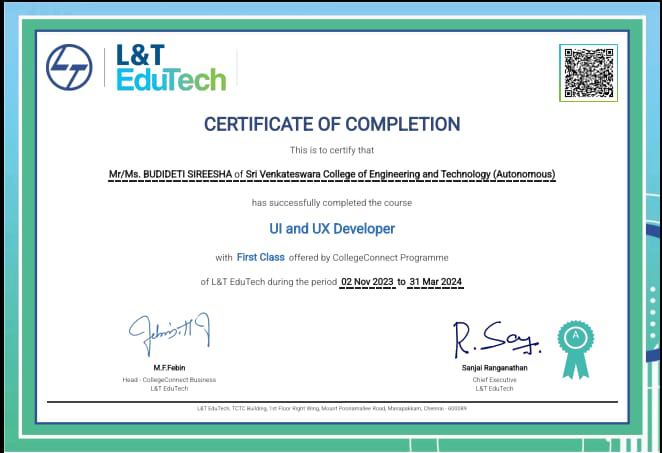 L&T
EduTech
CERTIFICATE OF COMPLETION
This is to certify that
Mr/Ms. BUDIDETI SIREESHA of Sri Venkateswara College of Engineering and Technology (Autonomous)
has successfully completed the course
UI and UX Developer
with First Class offered by CollegeConnect Programme
of L&T EduTech during the period 02 Nov 2023 to 31 Mar 2024
M.F.Febin
Head - CollegeConnect Business
L&T EduTech
R. Say.
Sanjai Ranganathan
Chief Executive
L&T EduTech
A
L&T EduTech, TCTC Building, 1st Floor Right Wing, Mount Poonamallee Road, Manapakkam, Chennai - 600089